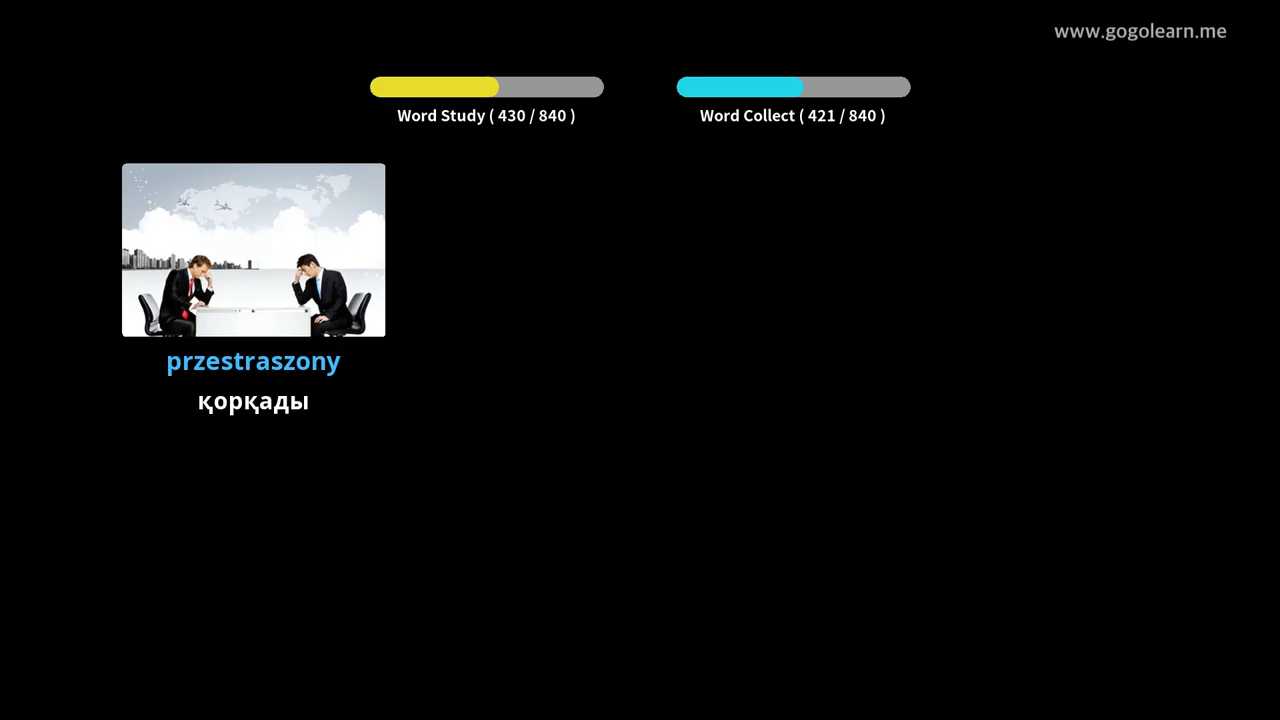 www.gogolearn.me
Word Study ( 430 / 840 )
Word Collect ( 421 / 840 )
przestraszony
қорқады